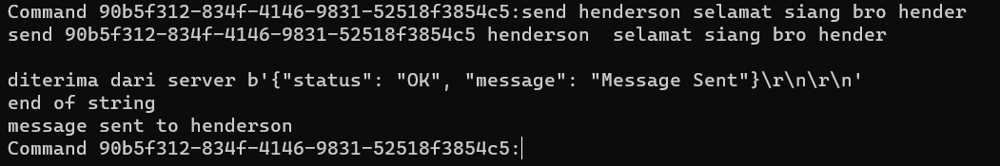 Command 90b5f312-834f-4146-9831-52518f3854c5:send henderson selamat siang bro hender
send 90b5f312-834f-4146-9831-52518f3854c5 henderson  selamat siang bro hender
diterima dari server b'{"status": "OK", "message": "Message Sent"}\r\n\r\n'
end of string
message sent to henderson
Command 90b5f312-834f-4146-9831-52518f3854c5: